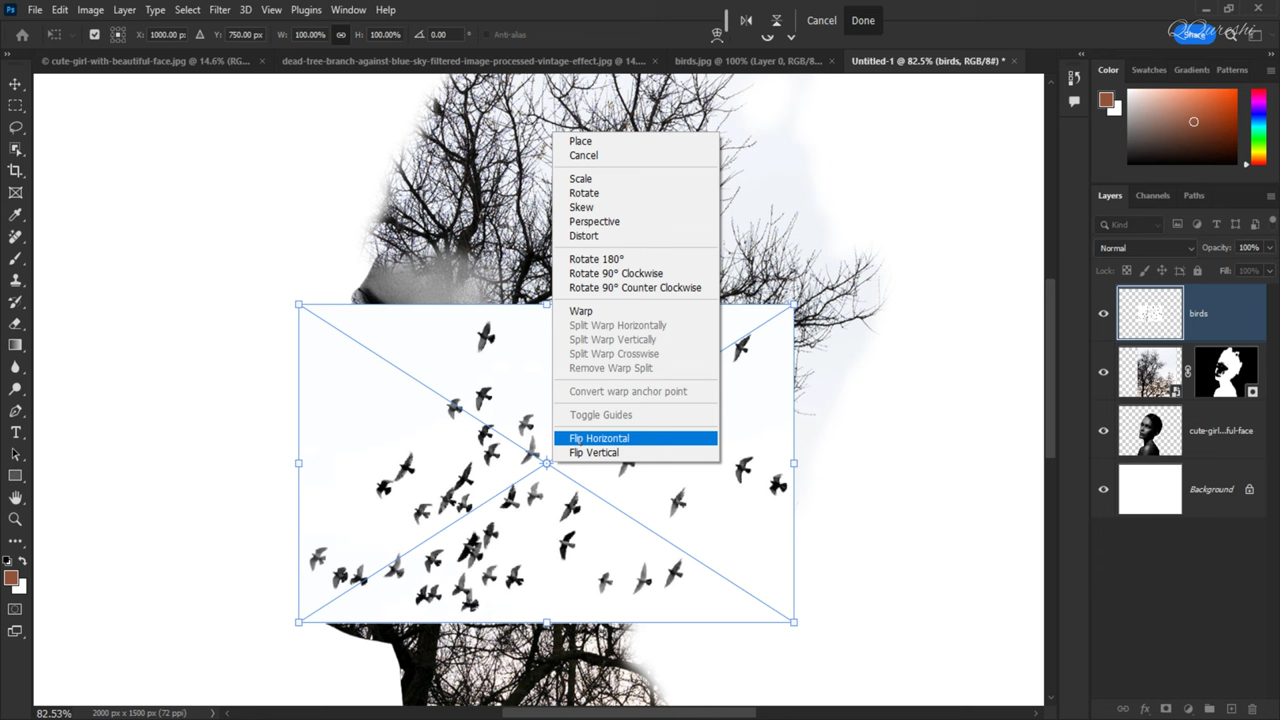 File Edit Image Layer Type Select Filter 3D View Plugins Window Help
Cancel Done
X: 1000.00 px Y: 750.00 px W: 100.00% H: 100.00% 0.00 ° Anti-alias
Share
© cute-girl-with-beautiful-face.jpg @ 14.6% (RG... × dead-tree-branch-against-blue-sky-filtered-image-processed-vintage-effect.jpg @ 14.... × birds.jpg @ 100% (Layer 0, RGB/8... × Untitled-1 @ 82.5% (birds, RGB/8#) * ×
Place
Cancel
Scale
Rotate
Skew
Perspective
Distort
Rotate 180°
Rotate 90° Clockwise
Rotate 90° Counter Clockwise
Warp
Split Warp Horizontally
Split Warp Vertically
Split Warp Crosswise
Remove Warp Split
Convert warp anchor point
Toggle Guides
Flip Horizontal
Flip Vertical
Color Swatches Gradients Patterns
Layers Channels Paths
Kind
Normal Opacity: 100%
Lock: Fill: 100%
birds
cute-girl...ful-face
Background
82.53% 2000 px x 1500 px (72 ppi)